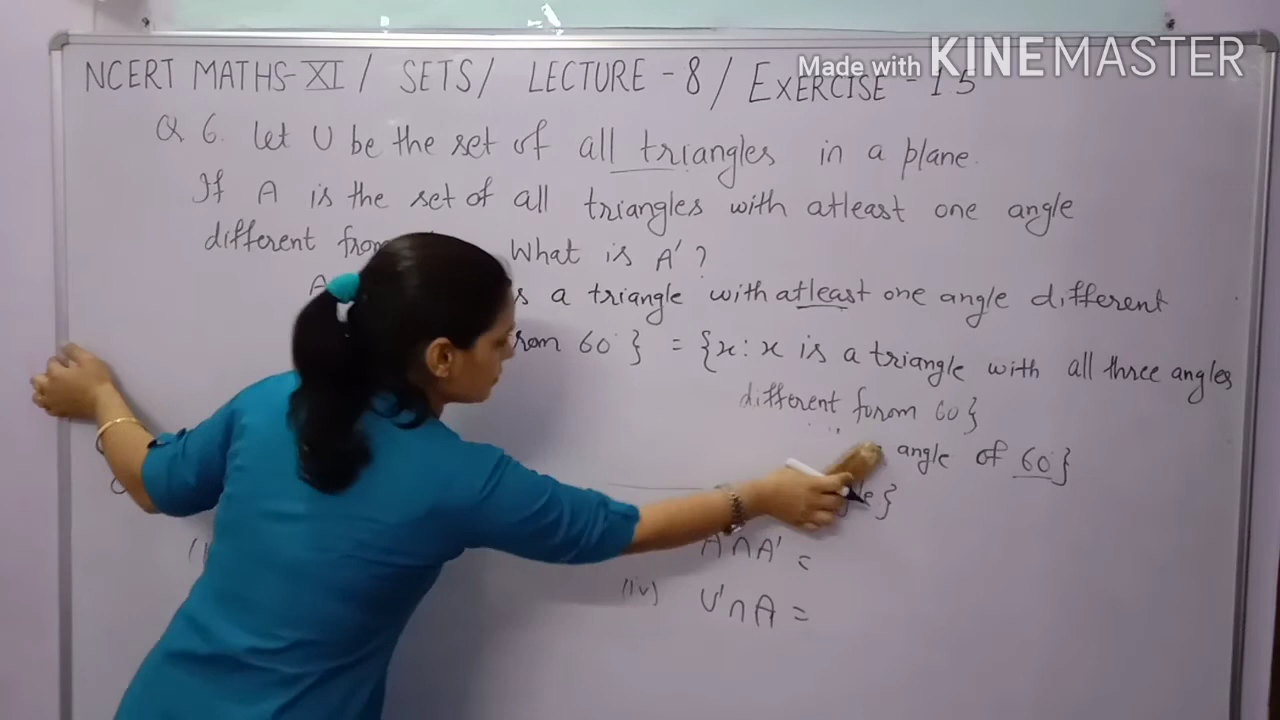 Made with KINEMASTER
NCERT MATHS-XI / SETS / LECTURE - 8 / EXERCISE - 1.5
Q 6. Let U be the set of all triangles in a plane.
If A is the set of all triangles with atleast one angle
different from What is A' ?
a triangle with atleast one angle different
from 60° } = {x : x is a triangle with all three angles
different forom 60}
angle of 60°}
A' ∩ A' =
(iv) U' ∩ A =